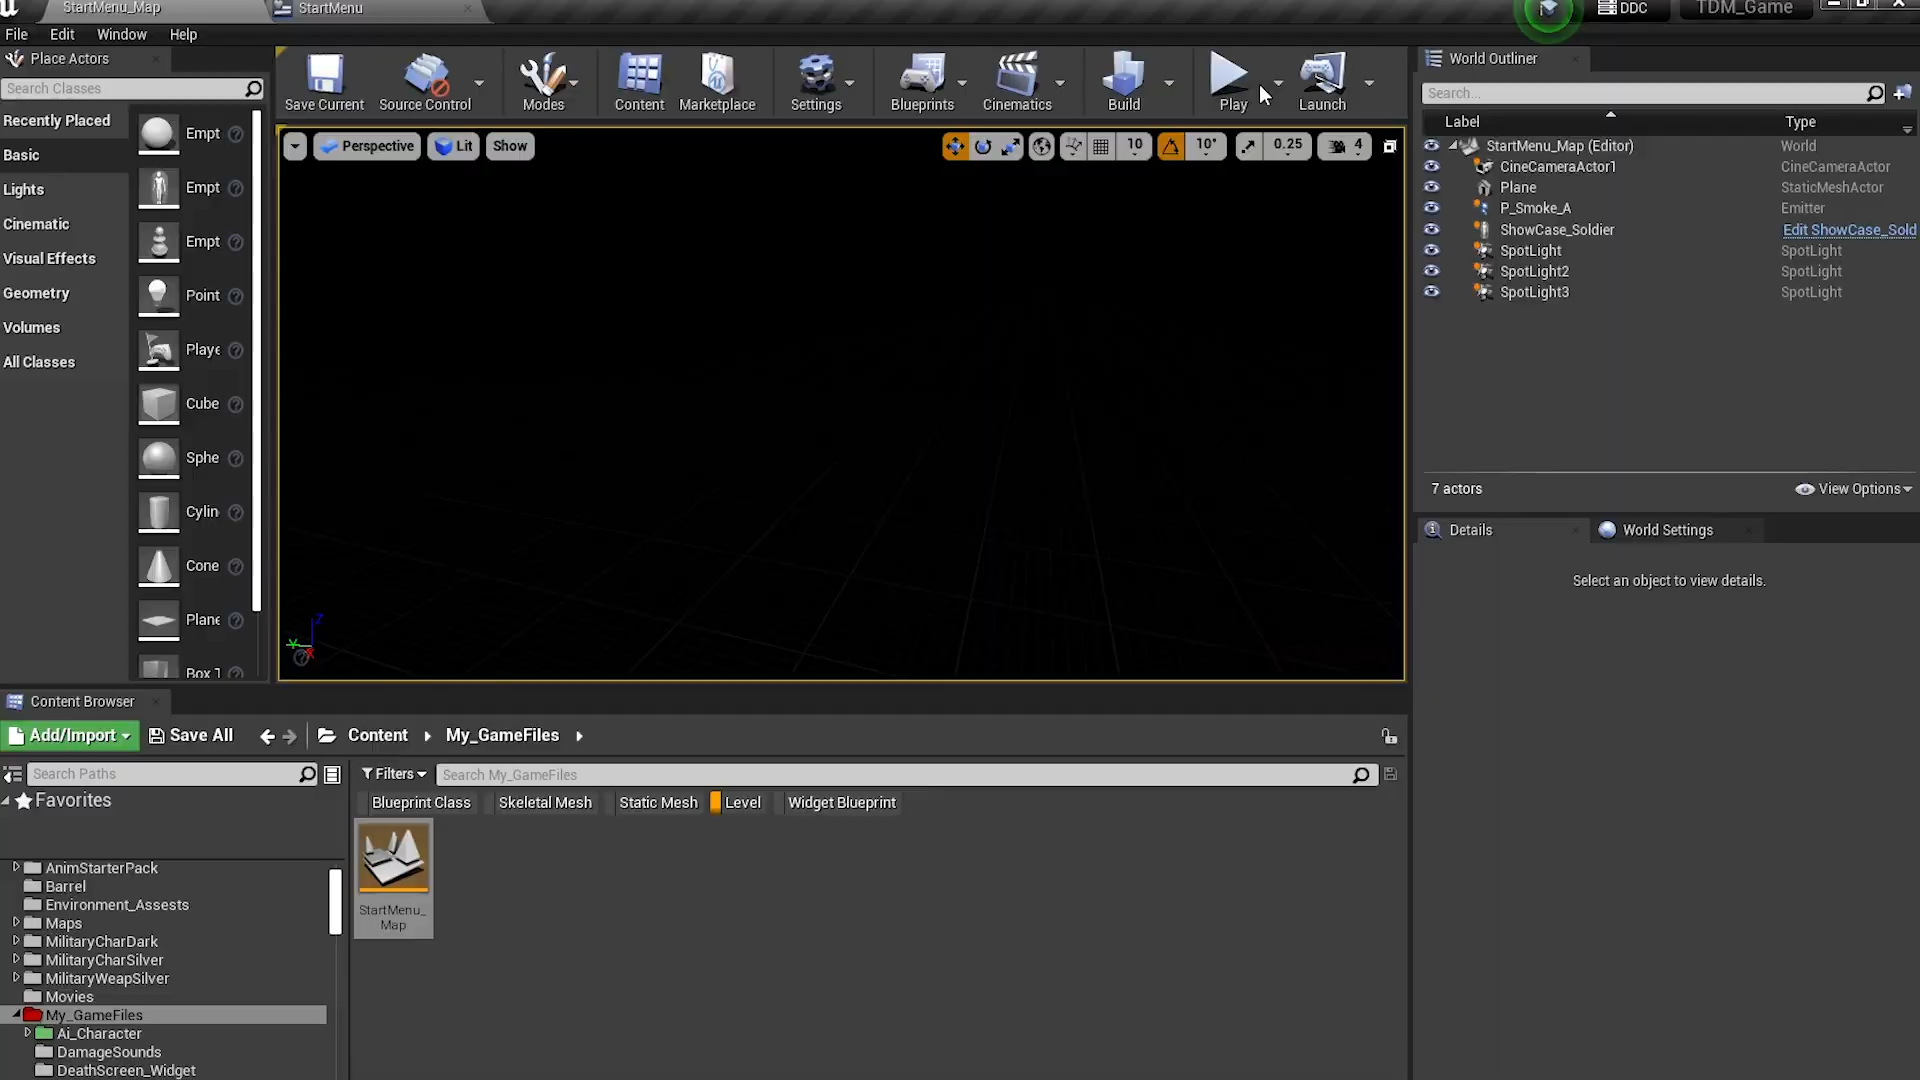 StartMenu_Map
StartMenu
DDC
TDM_Game
File
Edit
Window
Help
Place Actors
Search Classes
Recently Placed
Basic
Lights
Cinematic
Visual Effects
Geometry
Volumes
All Classes
Empt
Empt
Empt
Point
Playe
Cube
Sphe
Cylin
Cone
Plane
Box T
Save Current
Source Control
Modes
Content
Marketplace
Settings
Blueprints
Cinematics
Build
Play
Launch
Perspective
Lit
Show
10
10°
0.25
4
Z
Y
X
World Outliner
Search...
Label
Type
StartMenu_Map (Editor)
World
CineCameraActor1
CineCameraActor
Plane
StaticMeshActor
P_Smoke_A
Emitter
ShowCase_Soldier
Edit ShowCase_Sold
SpotLight
SpotLight
SpotLight2
SpotLight
SpotLight3
SpotLight
7 actors
View Options
Details
World Settings
Select an object to view details.
Content Browser
Add/Import
Save All
Content
My_GameFiles
Search Paths
Filters
Search My_GameFiles
Favorites
Blueprint Class
Skeletal Mesh
Static Mesh
Level
Widget Blueprint
StartMenu_
Map
AnimStarterPack
Barrel
Environment_Assests
Maps
MilitaryCharDark
MilitaryCharSilver
MilitaryWeapSilver
Movies
My_GameFiles
Ai_Character
DamageSounds
DeathScreen_Widget